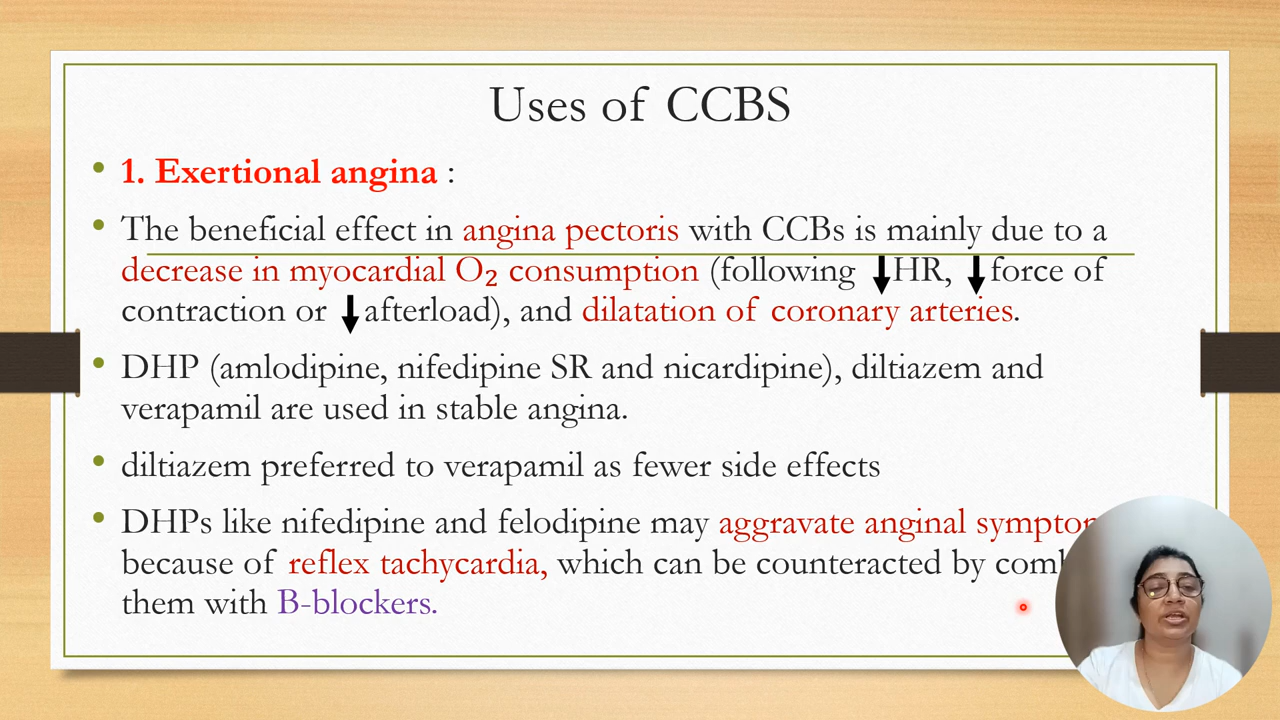 Uses of CCBS
• 1. Exertional angina :
• The beneficial effect in angina pectoris with CCBs is mainly due to a
decrease in myocardial O₂ consumption (following ⬇HR, ⬇force of
contraction or ⬇afterload), and dilatation of coronary arteries.
• DHP (amlodipine, nifedipine SR and nicardipine), diltiazem and
verapamil are used in stable angina.
• diltiazem preferred to verapamil as fewer side effects
• DHPs like nifedipine and felodipine may aggravate anginal
because of reflex tachycardia, which can be counteracted by
them with B-blockers.